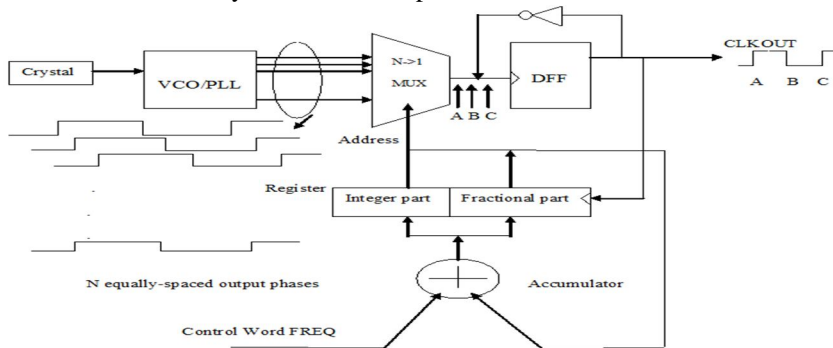 Crystal
VCO/PLL
N->1
MUX
DFF
CLKOUT
A B C
A B C
Address
Register
Integer part
Fractional part
N equally-spaced output phases
Accumulator
Control Word FREQ